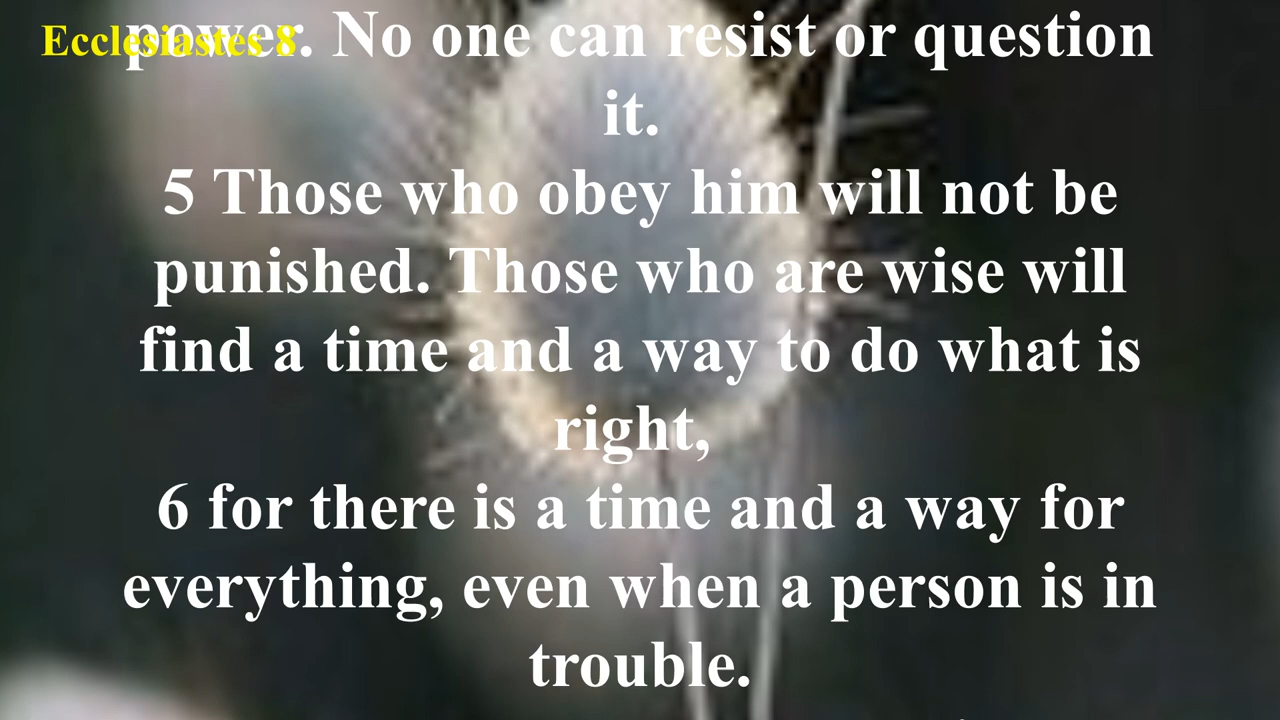 Ecclesiastes 8
power. No one can resist or question
it.
5 Those who obey him will not be
punished. Those who are wise will
find a time and a way to do what is
right,
6 for there is a time and a way for
everything, even when a person is in
trouble.